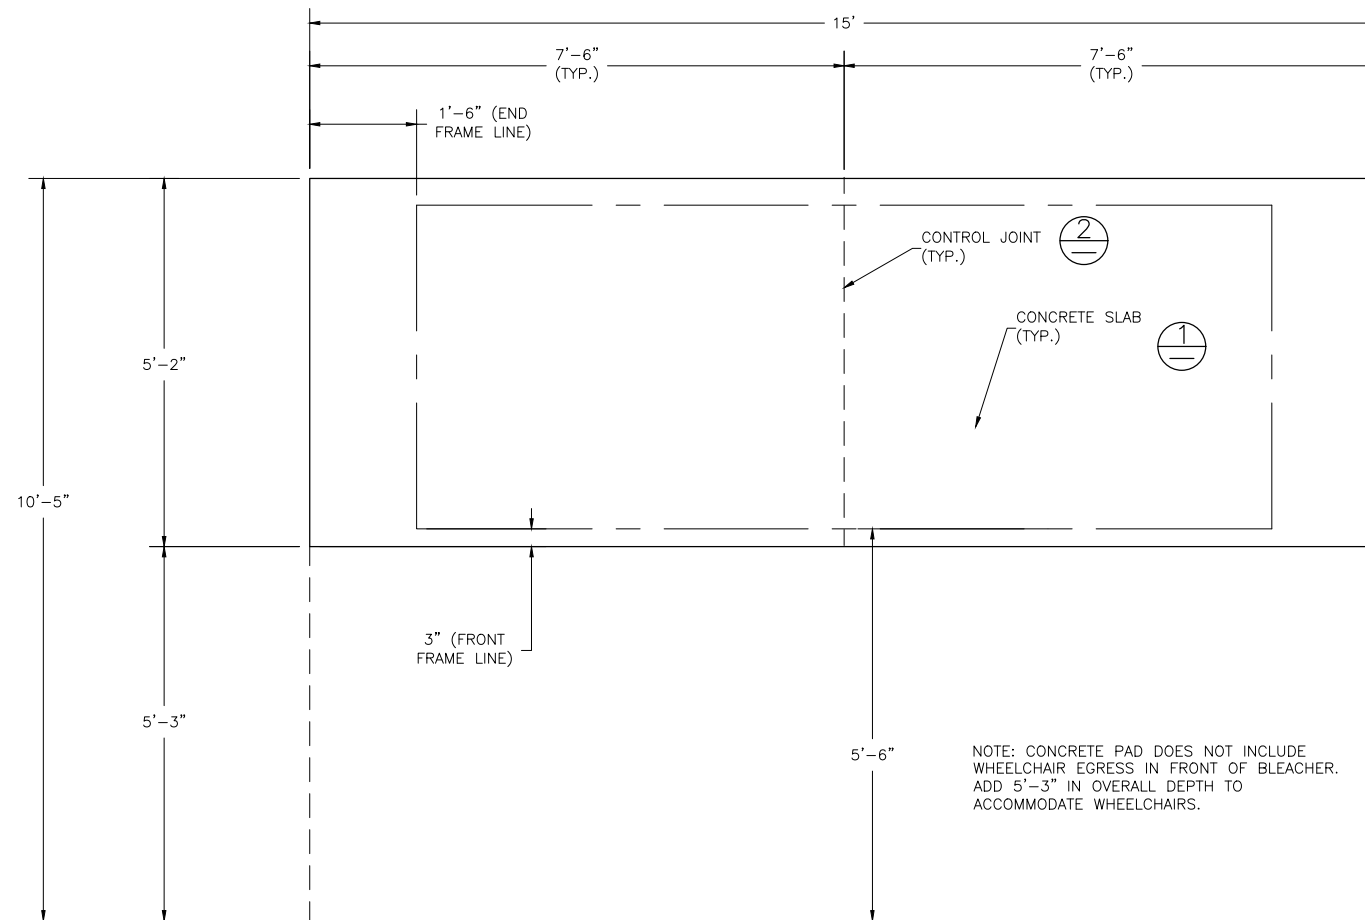 15'
7'-6"
(TYP.)
7'-6"
(TYP.)
1'-6" (END
FRAME LINE)
CONTROL JOINT
(TYP.)
2
CONCRETE SLAB
(TYP.)
1
5'-2"
10'-5"
3" (FRONT
FRAME LINE)
5'-3"
5'-6"
NOTE: CONCRETE PAD DOES NOT INCLUDE
WHEELCHAIR EGRESS IN FRONT OF BLEACHER.
ADD 5'-3" IN OVERALL DEPTH TO
ACCOMMODATE WHEELCHAIRS.